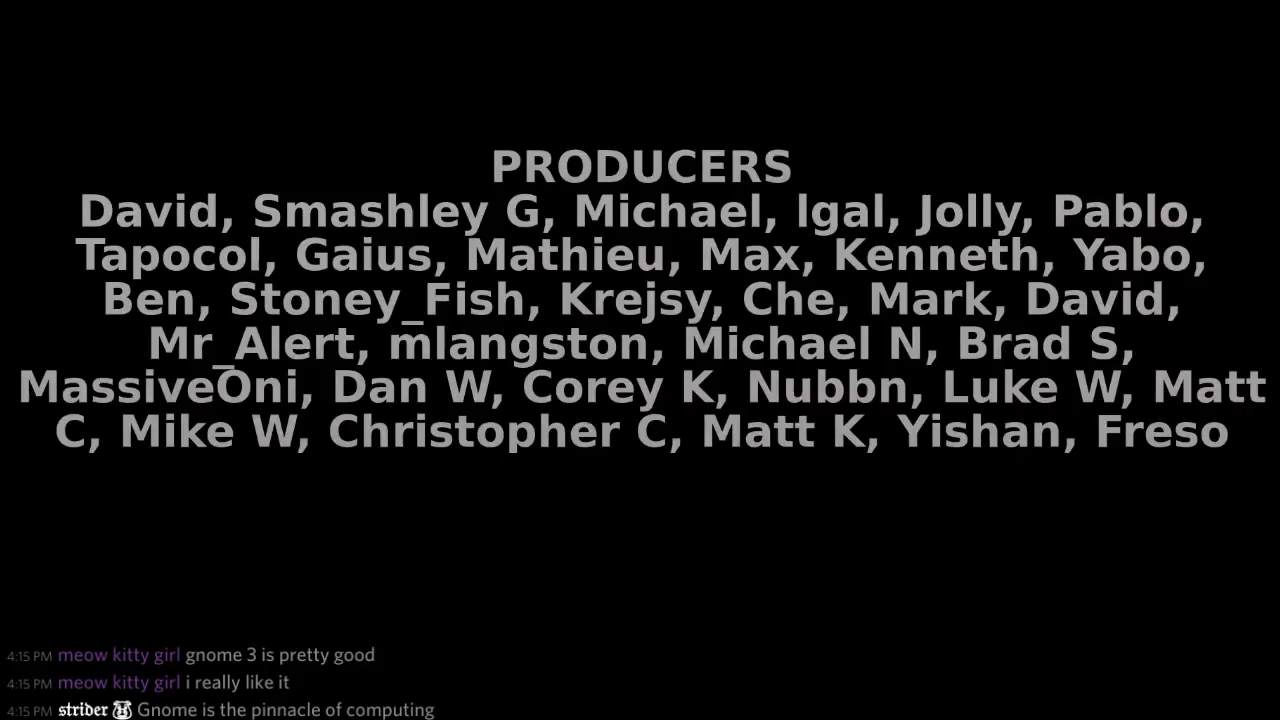 PRODUCERS
David, Smashley G, Michael, lgal, Jolly, Pablo,
Tapocol, Gaius, Mathieu, Max, Kenneth, Yabo,
Ben, Stoney_Fish, Krejsy, Che, Mark, David,
Mr_Alert, mlangston, Michael N, Brad S,
MassiveOni, Dan W, Corey K, Nubbn, Luke W, Matt
C, Mike W, Christopher C, Matt K, Yishan, Freso
4:15 PM meow kitty girl gnome 3 is pretty good
4:15 PM meow kitty girl i really like it
4:15 PM strider Gnome is the pinnacle of computing